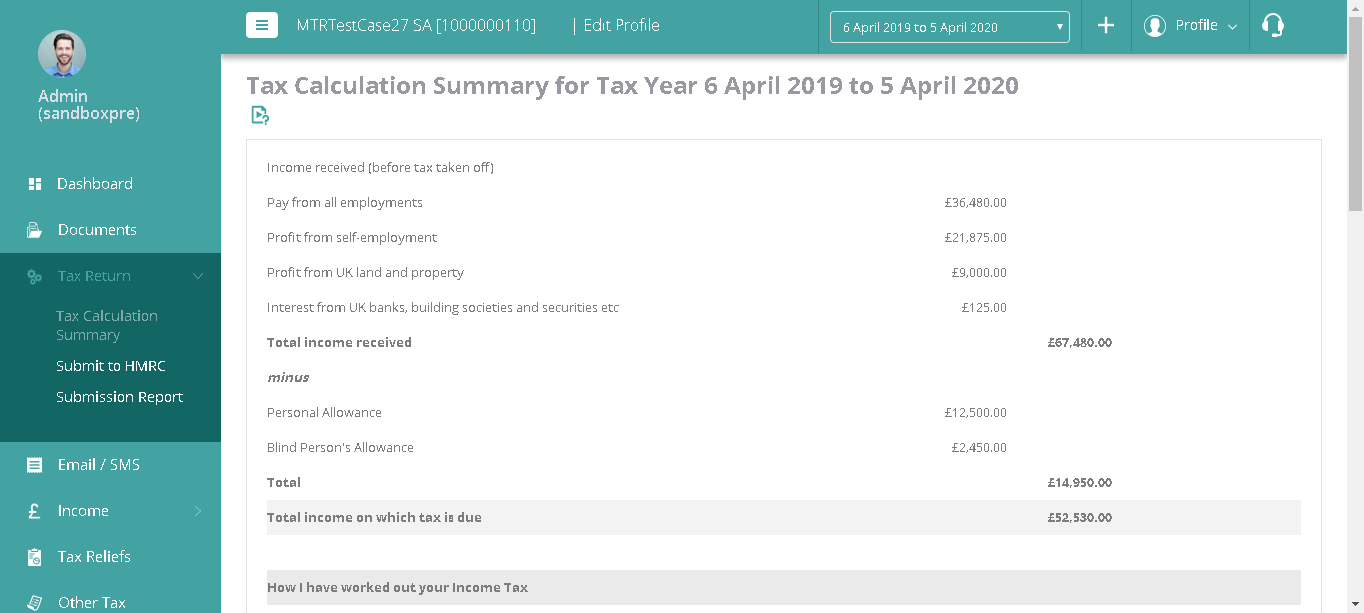 MTRTestCase27 SA [1000000110] | Edit Profile
6 April 2019 to 5 April 2020
Profile
Admin
(sandboxpre)
Dashboard
Documents
Tax Return
Tax Calculation
Summary
Submit to HMRC
Submission Report
Email / SMS
Income
Tax Reliefs
Other Tax
Tax Calculation Summary for Tax Year 6 April 2019 to 5 April 2020
Income received (before tax taken off)
Pay from all employments £36,480.00
Profit from self-employment £21,875.00
Profit from UK land and property £9,000.00
Interest from UK banks, building societies and securities etc £125.00
Total income received £67,480.00
minus
Personal Allowance £12,500.00
Blind Person's Allowance £2,450.00
Total £14,950.00
Total income on which tax is due £52,530.00
How I have worked out your Income Tax